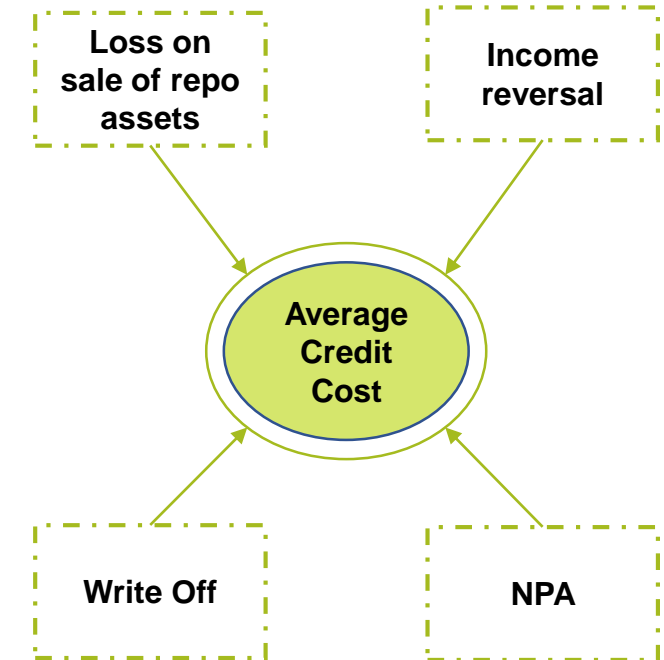 Loss on
sale of repo
assets
Income
reversal
Average
Credit
Cost
Write Off
NPA